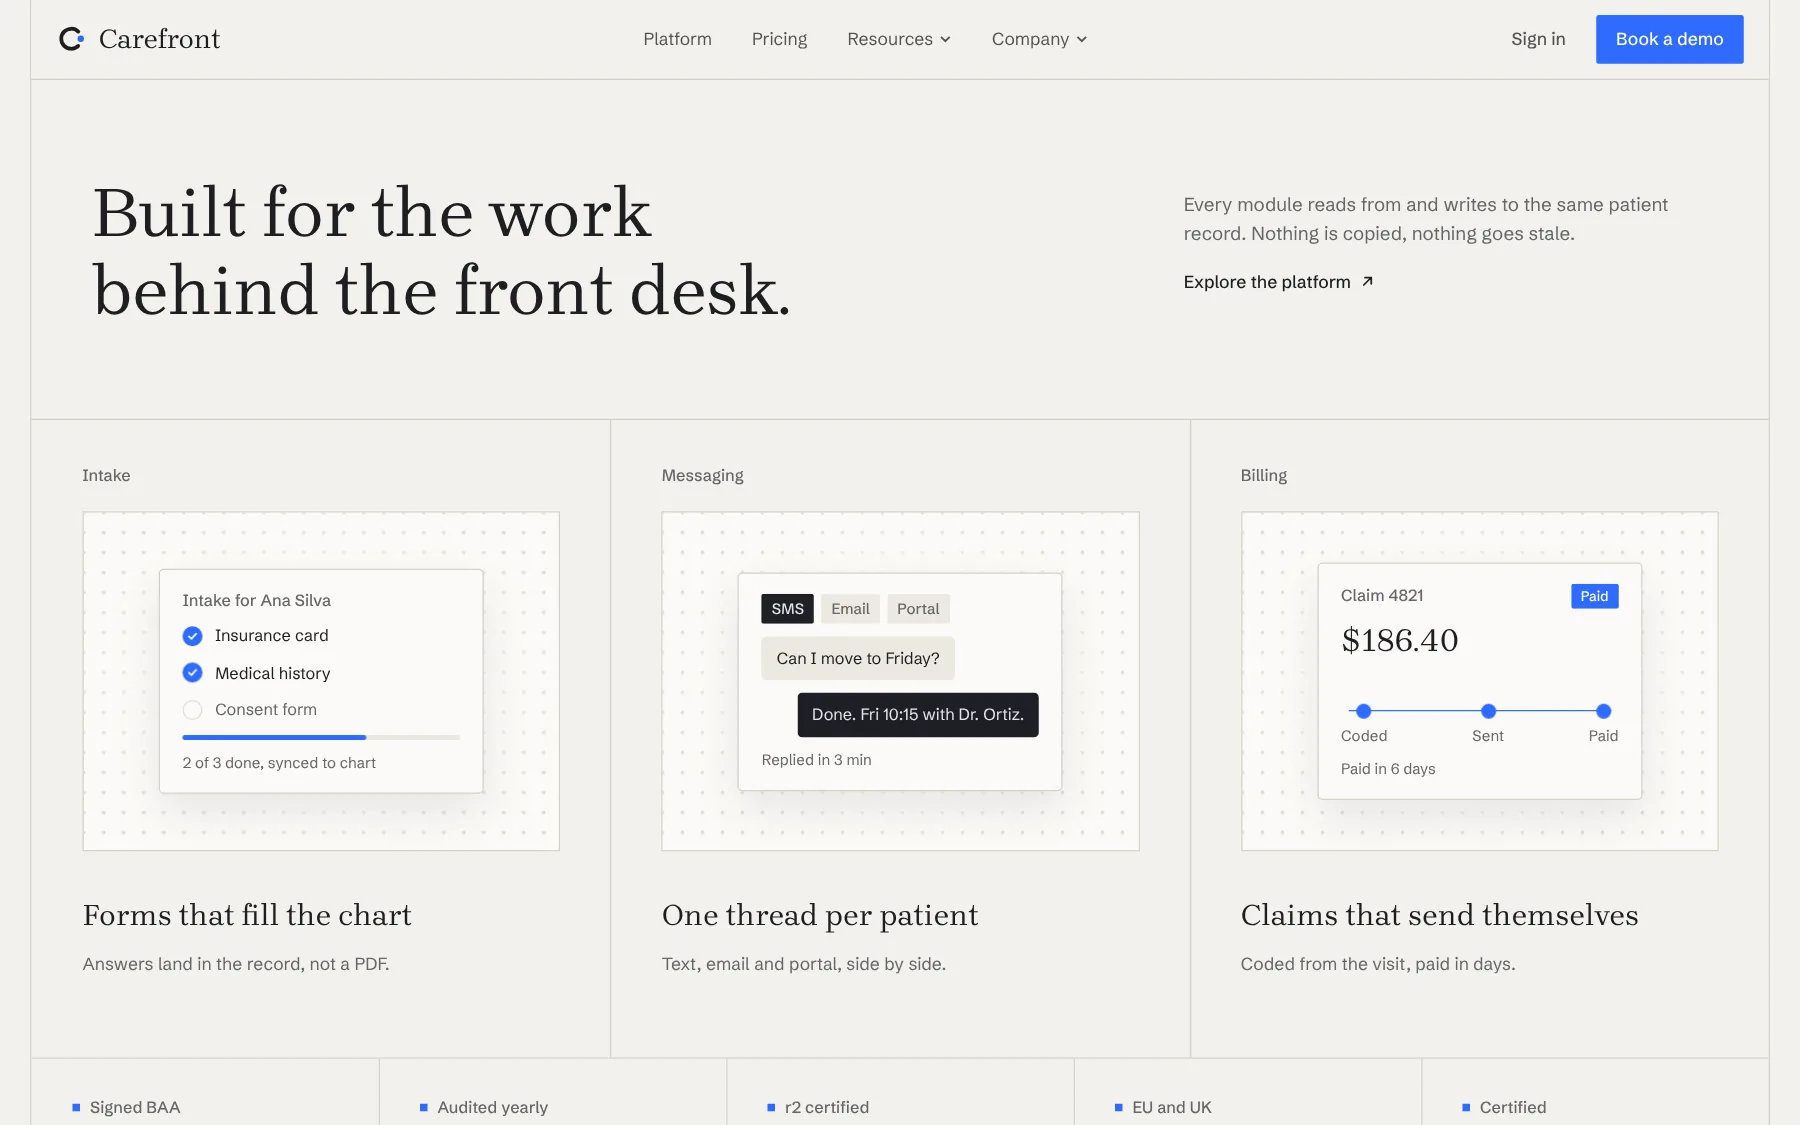 Carefront
Platform
Pricing
Resources
Company
Sign in
Book a demo
Built for the work
behind the front desk.
Every module reads from and writes to the same patient
record. Nothing is copied, nothing goes stale.
Explore the platform
Intake
Intake for Ana Silva
Insurance card
Medical history
Consent form
2 of 3 done, synced to chart
Forms that fill the chart
Answers land in the record, not a PDF.
Messaging
SMS
Email
Portal
Can I move to Friday?
Done. Fri 10:15 with Dr. Ortiz.
Replied in 3 min
One thread per patient
Text, email and portal, side by side.
Billing
Claim 4821
Paid
$186.40
Coded
Sent
Paid
Paid in 6 days
Claims that send themselves
Coded from the visit, paid in days.
Signed BAA
Audited yearly
r2 certified
EU and UK
Certified